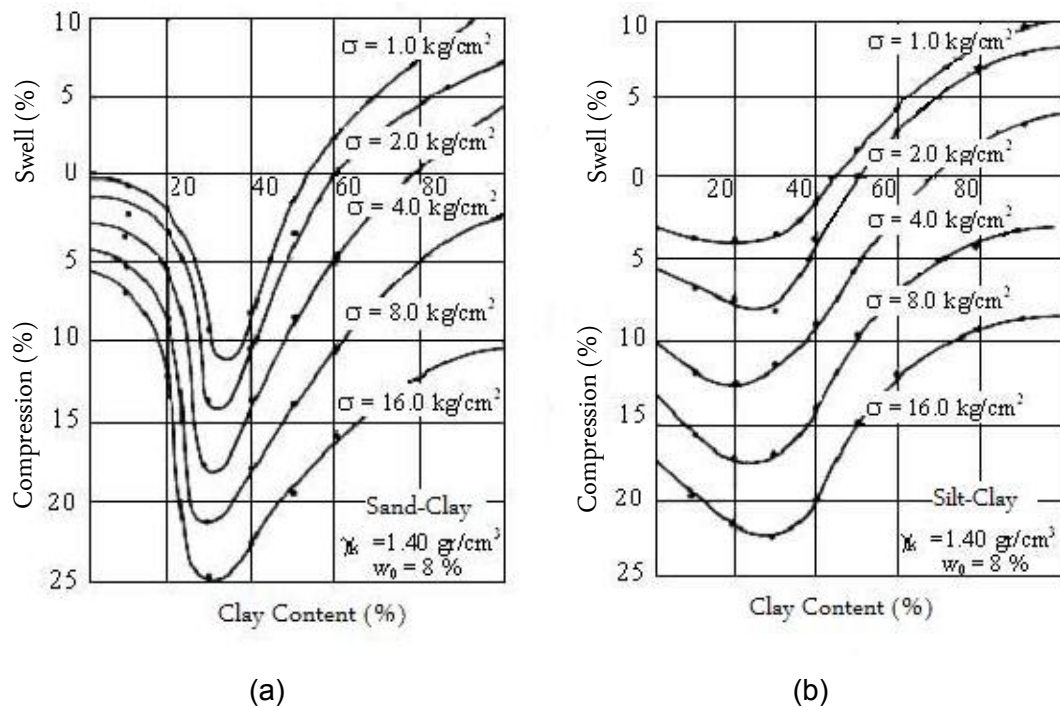 Swell (%)
Compression (%)
10
5
0
5
10
15
20
25
20
40
60
80
σ = 1.0 kg/cm²
σ = 2.0 kg/cm²
σ = 4.0 kg/cm²
σ = 8.0 kg/cm²
σ = 16.0 kg/cm²
Sand-Clay
γk =1.40 gr/cm³
w₀ = 8 %
Clay Content (%)
(a)
Swell (%)
Compression (%)
10
5
0
5
10
15
20
25
20
40
60
80
σ = 1.0 kg/cm²
σ = 2.0 kg/cm²
σ = 4.0 kg/cm²
σ = 8.0 kg/cm²
σ = 16.0 kg/cm²
Silt-Clay
γk =1.40 gr/cm³
w₀ = 8 %
Clay Content (%)
(b)